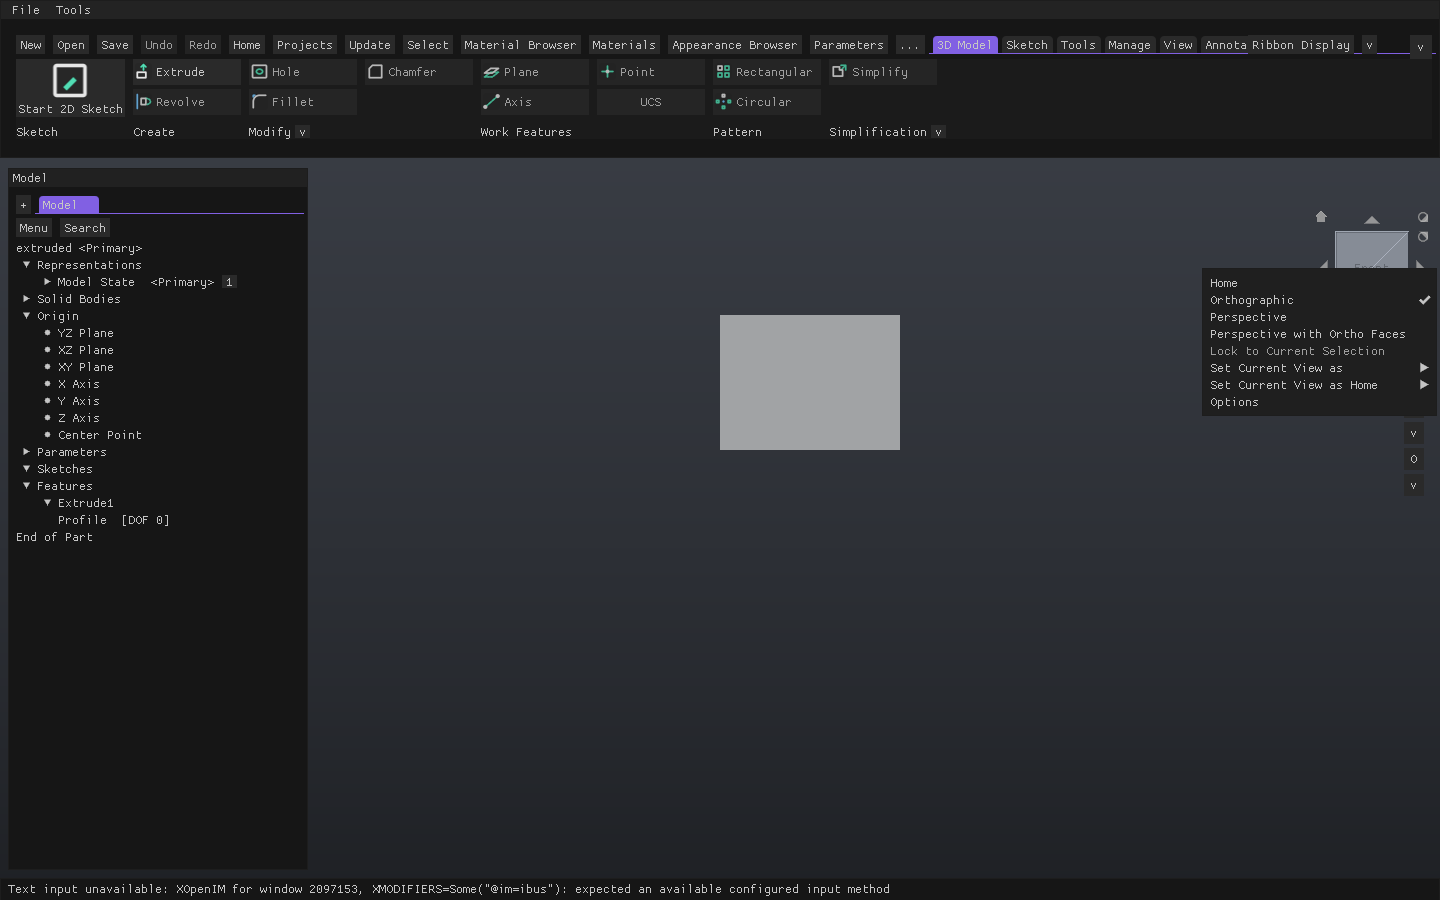 File Tools
New Open Save Undo Redo Home Projects Update Select Material Browser Materials Appearance Browser Parameters ... 3D Model Sketch Tools Manage View Annota Ribbon Display v v
Start 2D Sketch
Extrude Hole Chamfer Plane Point Rectangular Simplify
Revolve Fillet Axis UCS Circular
Sketch Create Modify v Work Features Pattern Simplification v
Model
+ Model
Menu Search
extruded <Primary>
Representations
Model State <Primary> 1
Solid Bodies
Origin
YZ Plane
XZ Plane
XY Plane
X Axis
Y Axis
Z Axis
Center Point
Parameters
Sketches
Features
Extrude1
Profile [DOF 0]
End of Part
Front
Home
Orthographic
Perspective
Perspective with Ortho Faces
Lock to Current Selection
Set Current View as
Set Current View as Home
Options
v
O
v
Text input unavailable: XOpenIM for window 2097153, XMODIFIERS=Some("@im=ibus"): expected an available configured input method